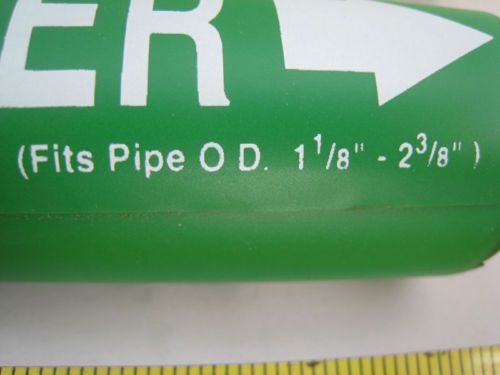 ER
(Fits Pipe O D. 1 1/8" - 2 3/8" )